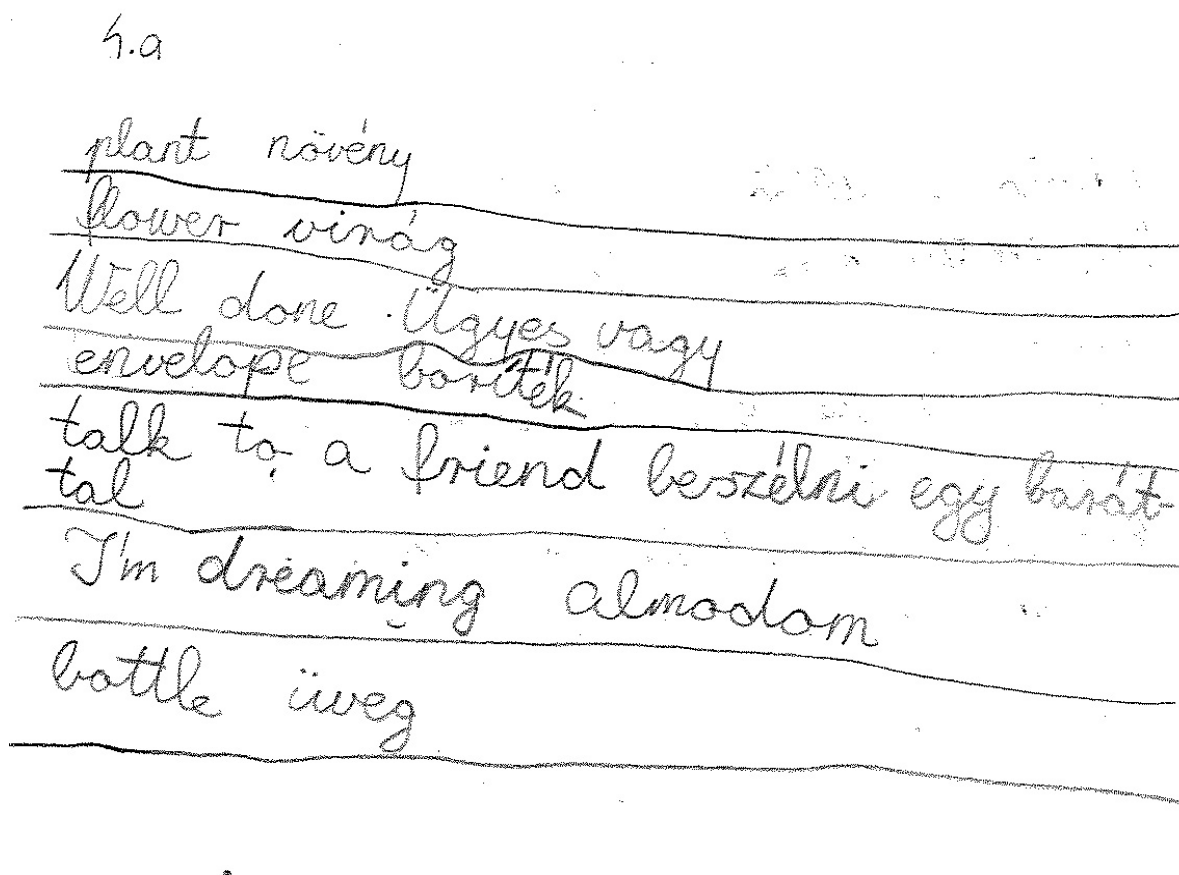 4.a
plant növény
flower virág
Well done. Ügyes vagy
envelope boríték
talk to a friend beszélni egy barát-
tal
I'm dreaming almodom
bottle üveg